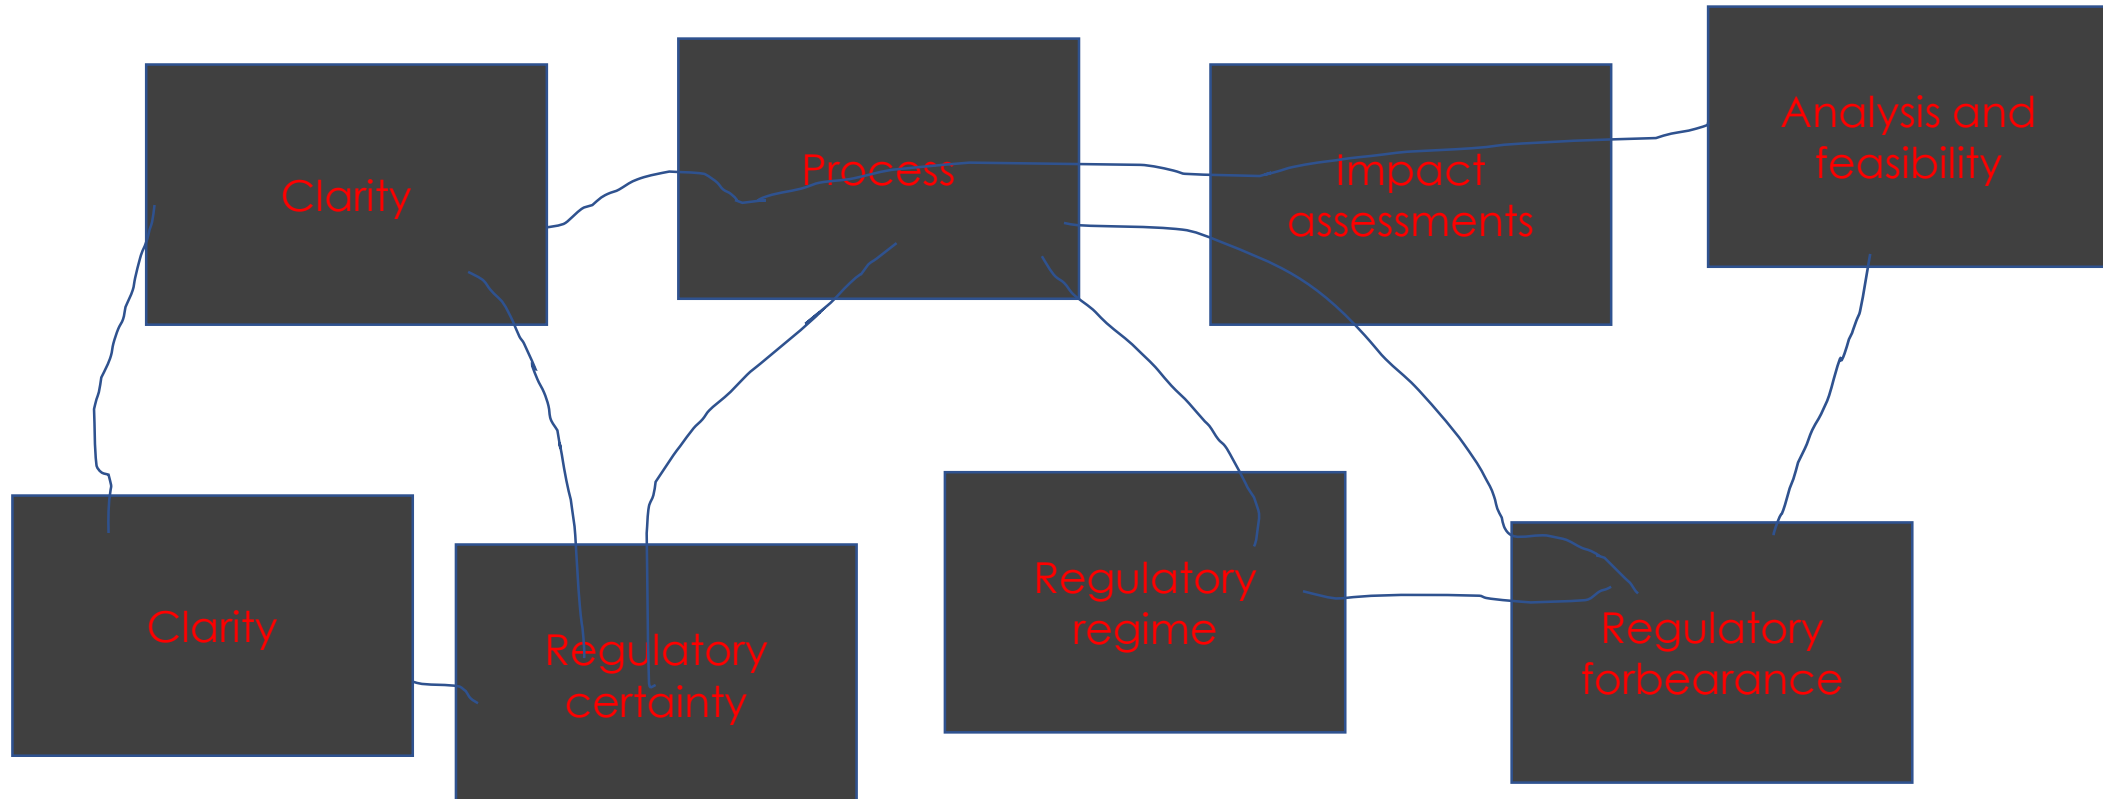 Clarity
Process
Impact
assessments
Analysis and
feasibility
Clarity
Regulatory
certainty
Regulatory
regime
Regulatory
forbearance